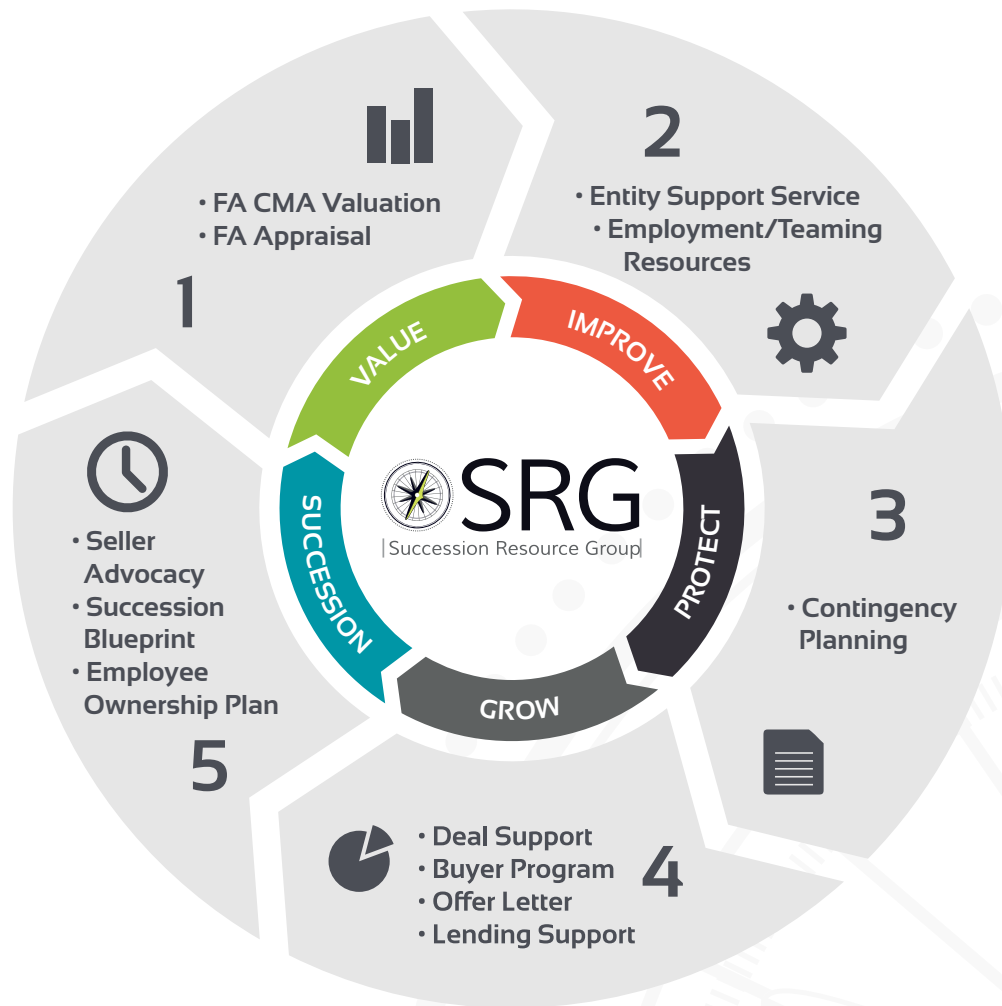 1
• FA CMA Valuation
• FA Appraisal
2
• Entity Support Service
• Employment/Teaming
Resources
3
• Contingency
Planning
4
• Deal Support
• Buyer Program
• Offer Letter
• Lending Support
5
• Seller
Advocacy
• Succession
Blueprint
• Employee
Ownership Plan
VALUE
IMPROVE
PROTECT
GROW
SUCCESSION
SRG
|Succession Resource Group|